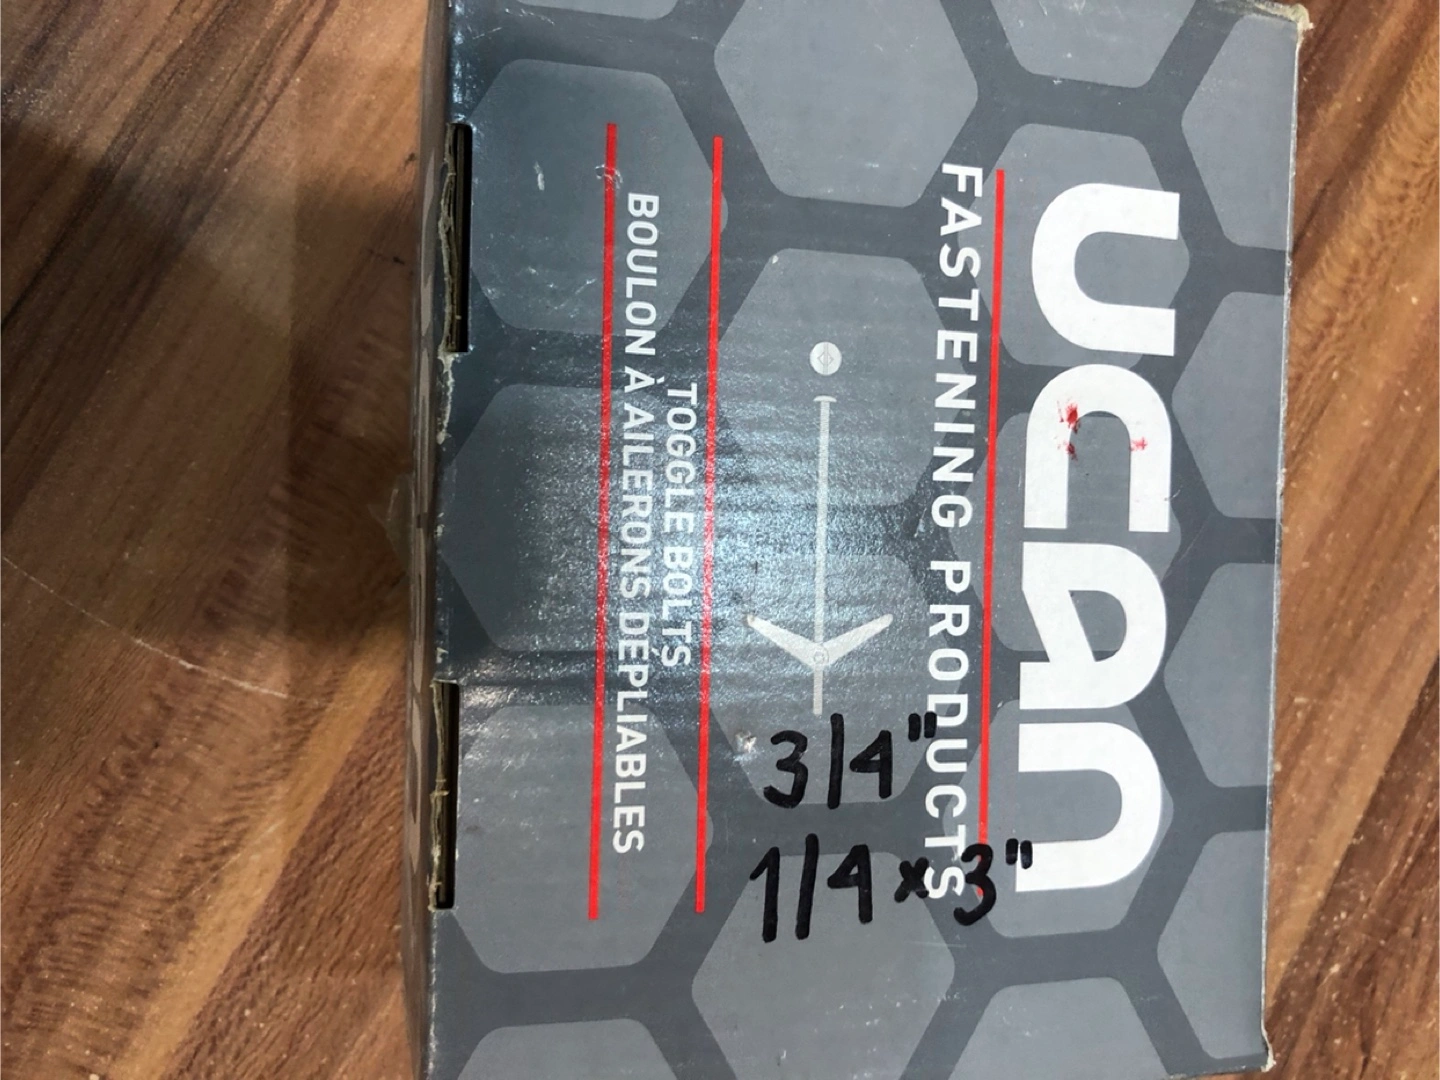 ucan
FASTENING PRODUCTS
TOGGLE BOLTS
BOULON À AILERONS DÉPLIABLES
3/4"
1/4 x 3"